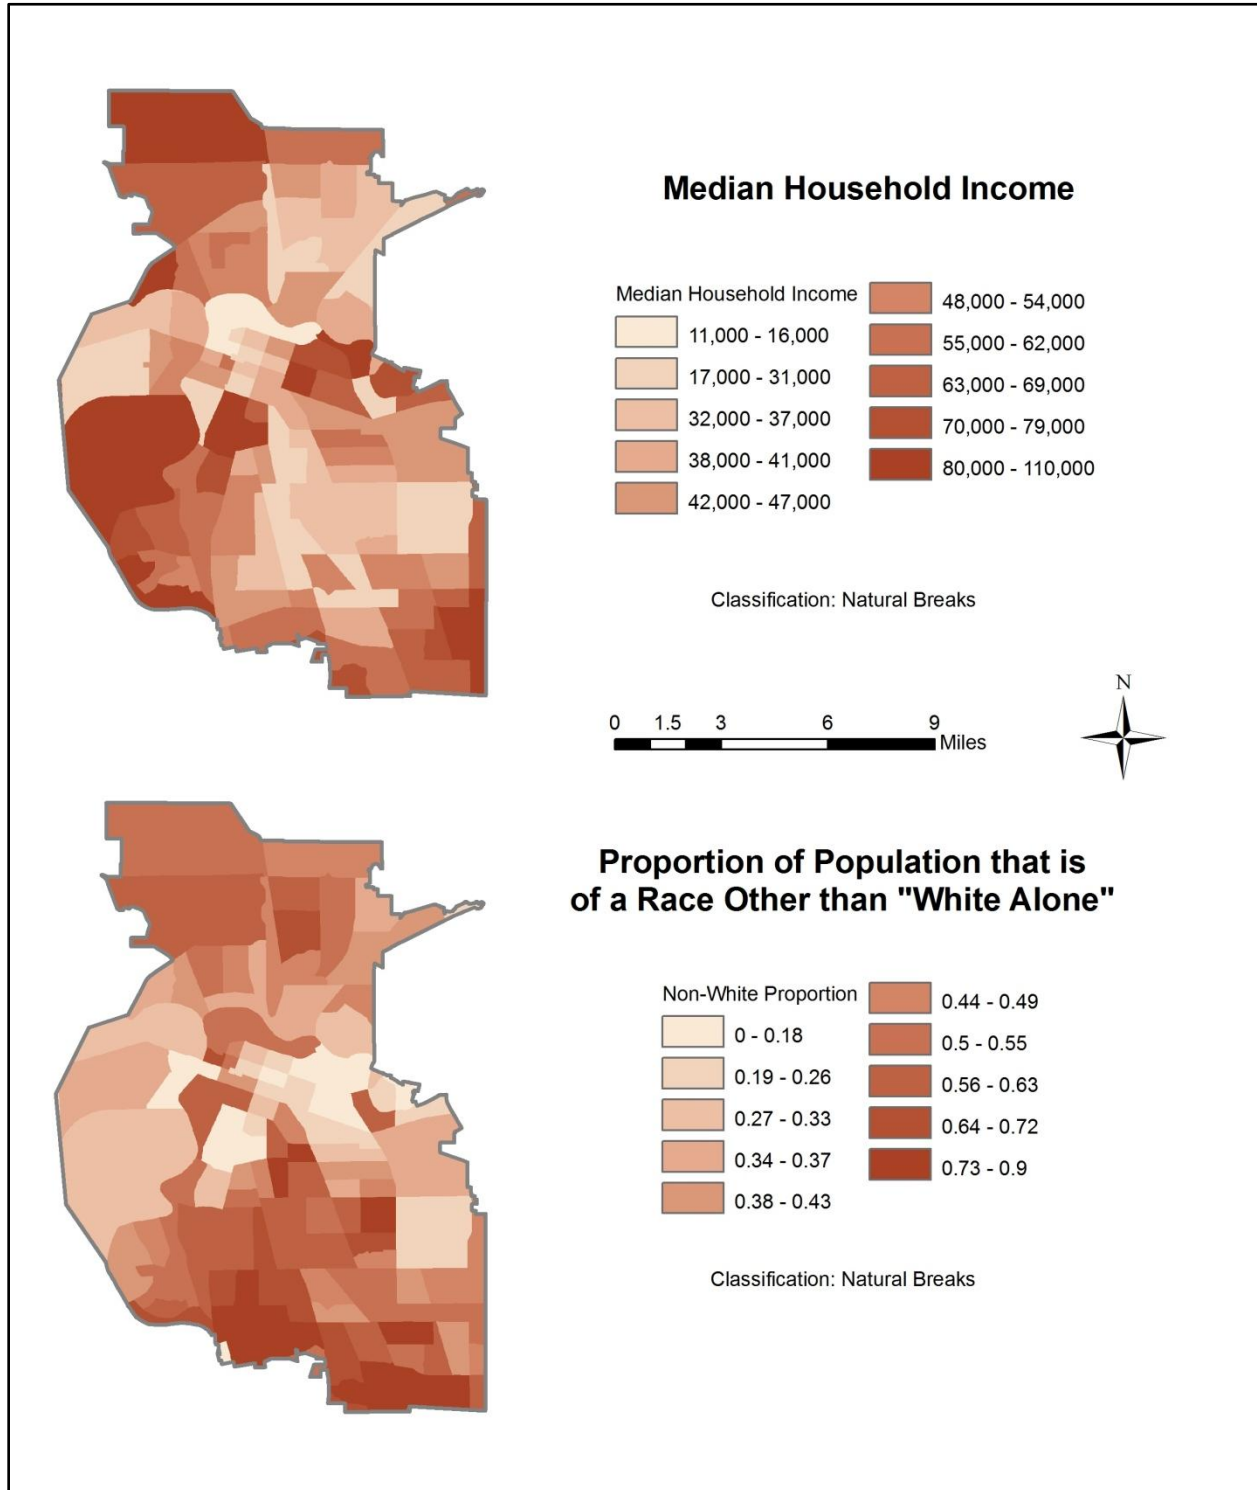 Median Household Income
Median Household Income
11,000 - 16,000
17,000 - 31,000
32,000 - 37,000
38,000 - 41,000
42,000 - 47,000
48,000 - 54,000
55,000 - 62,000
63,000 - 69,000
70,000 - 79,000
80,000 - 110,000
Classification: Natural Breaks
0 1.5 3 6 9
Miles
N
Proportion of Population that is
of a Race Other than "White Alone"
Non-White Proportion
0 - 0.18
0.19 - 0.26
0.27 - 0.33
0.34 - 0.37
0.38 - 0.43
0.44 - 0.49
0.5 - 0.55
0.56 - 0.63
0.64 - 0.72
0.73 - 0.9
Classification: Natural Breaks